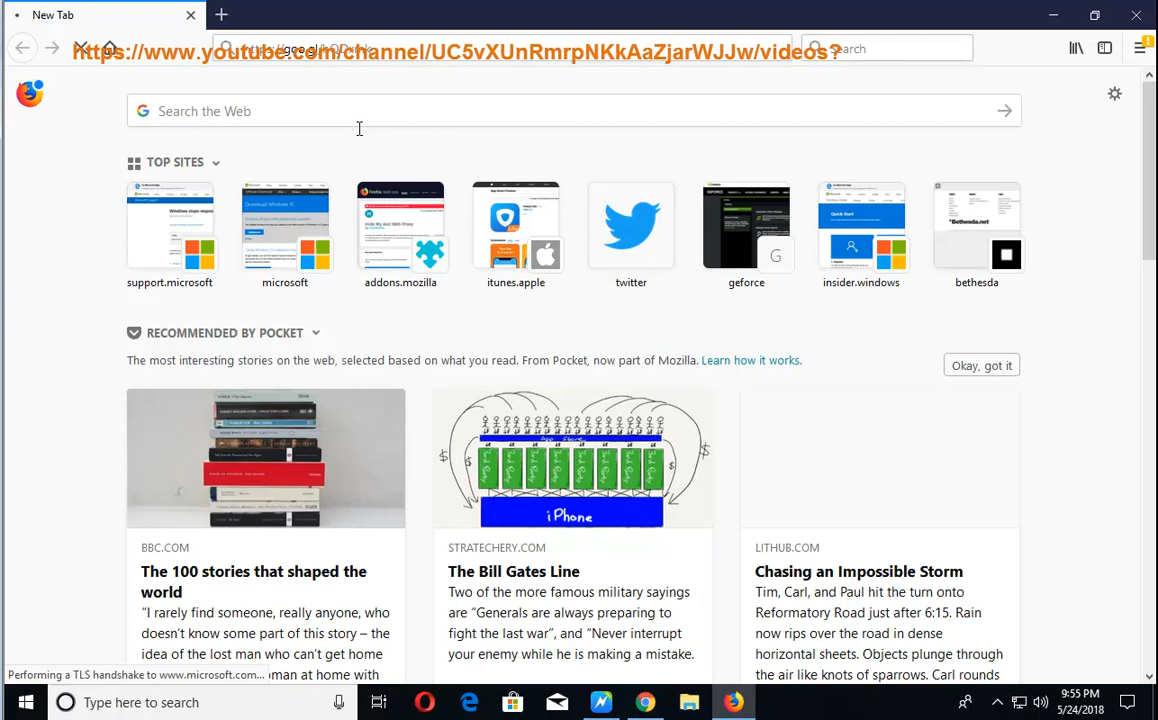 New Tab
https://www.youtube.com/channel/UC5vXUnRmrpNKkAaZjarWJJw/videos?
Search
Search the Web
TOP SITES
support.microsoft
microsoft
addons.mozilla
itunes.apple
twitter
G
geforce
insider.windows
bethesda
RECOMMENDED BY POCKET
The most interesting stories on the web, selected based on what you read. From Pocket, now part of Mozilla. Learn how it works.
Okay, got it
App Store
$
$
$
$
iPhone
BBC.COM
The 100 stories that shaped the
world
“I rarely find someone, really anyone, who
doesn’t know some part of this story – the
idea of the lost man who can’t get home
oman at home with
STRATECHERY.COM
The Bill Gates Line
Two of the more famous military sayings
are “Generals are always preparing to
fight the last war”, and “Never interrupt
your enemy while he is making a mistake.
LITHUB.COM
Chasing an Impossible Storm
Tim, Carl, and Paul hit the turn onto
Reformatory Road just after 6:15. Rain
now rips over the road in dense
horizontal sheets. Objects plunge through
the air like knots of sparrows. Carl rounds
Performing a TLS handshake to www.microsoft.com...
Type here to search
9:55 PM
5/24/2018